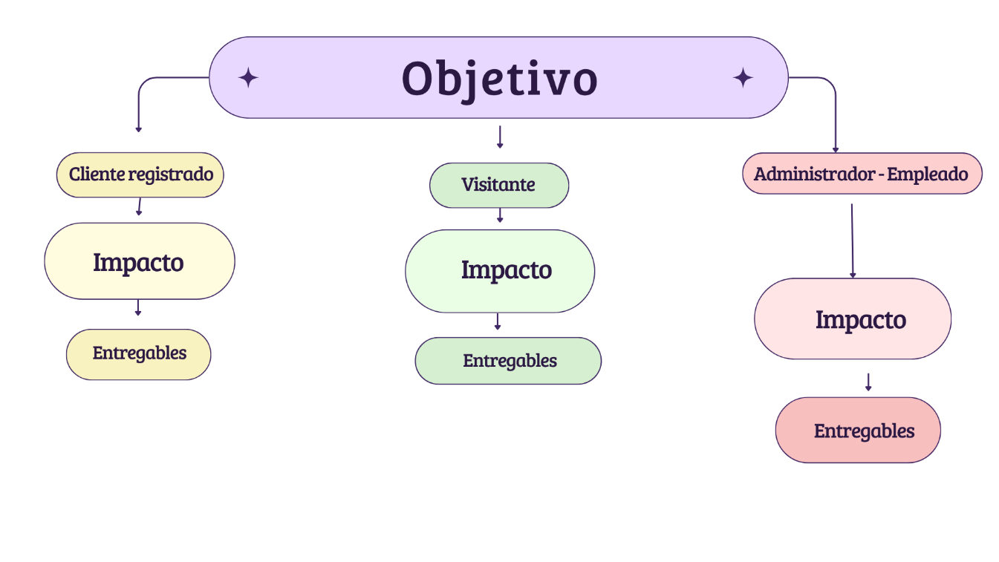 Objetivo
Cliente registrado
Impacto
Entregables
Visitante
Impacto
Entregables
Administrador - Empleado
Impacto
Entregables